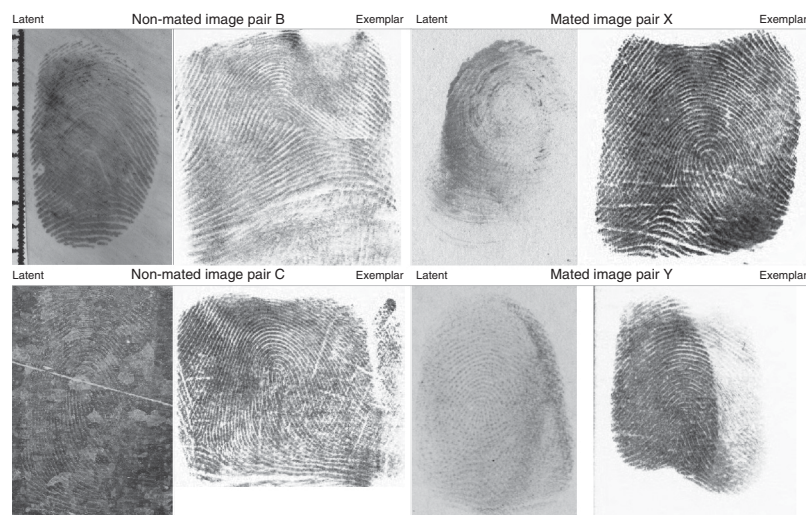 Latent Non-mated image pair B Exemplar Latent Mated image pair X Exemplar
Latent Non-mated image pair C Exemplar Latent Mated image pair Y Exemplar